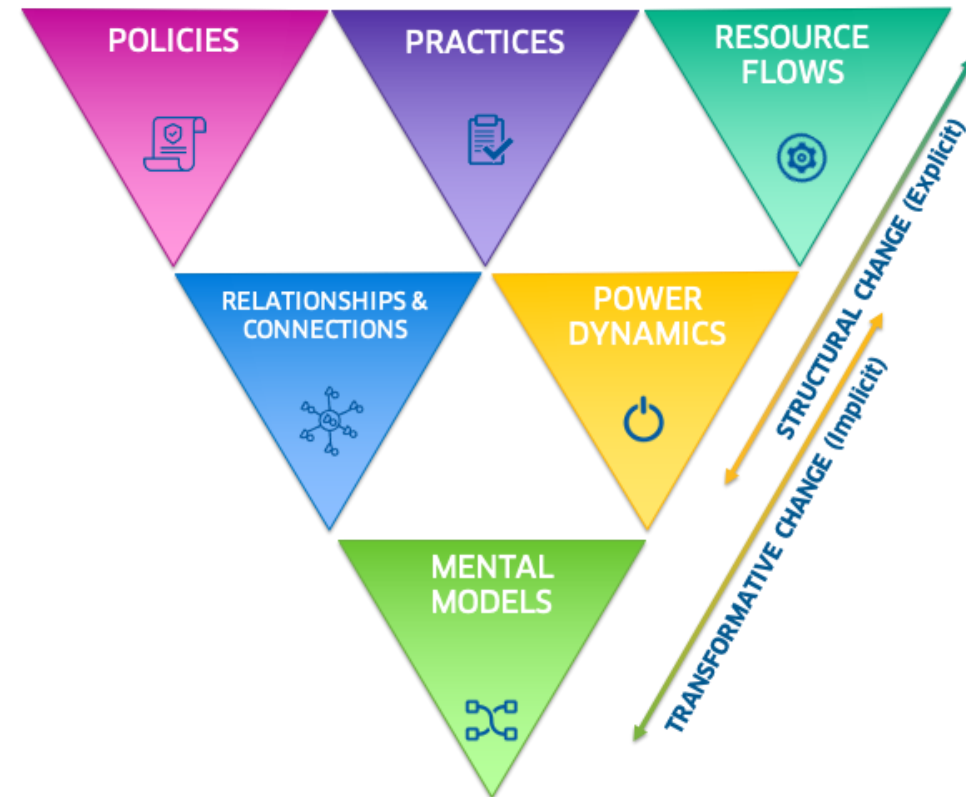 POLICIES
PRACTICES
RESOURCE
FLOWS
RELATIONSHIPS &
CONNECTIONS
POWER
DYNAMICS
MENTAL
MODELS
STRUCTURAL CHANGE (Explicit)
TRANSFORMATIVE CHANGE (Implicit)